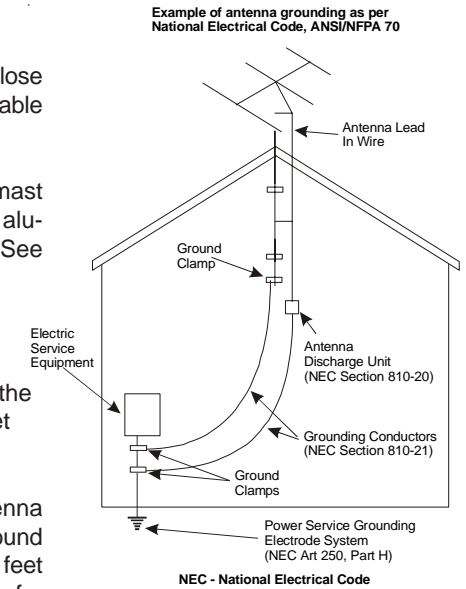 Example of antenna grounding as per
National Electrical Code, ANSI/NFPA 70
lose
able
mast
alu-
See
the
et
enna
ound
feet
Antenna Lead
In Wire
Ground
Clamp
Electric
Service
Equipment
Antenna
Discharge Unit
(NEC Section 810-20)
Grounding Conductors
(NEC Section 810-21)
Ground
Clamps
Power Service Grounding
Electrode System
(NEC Art 250, Part H)
NEC - National Electrical Code